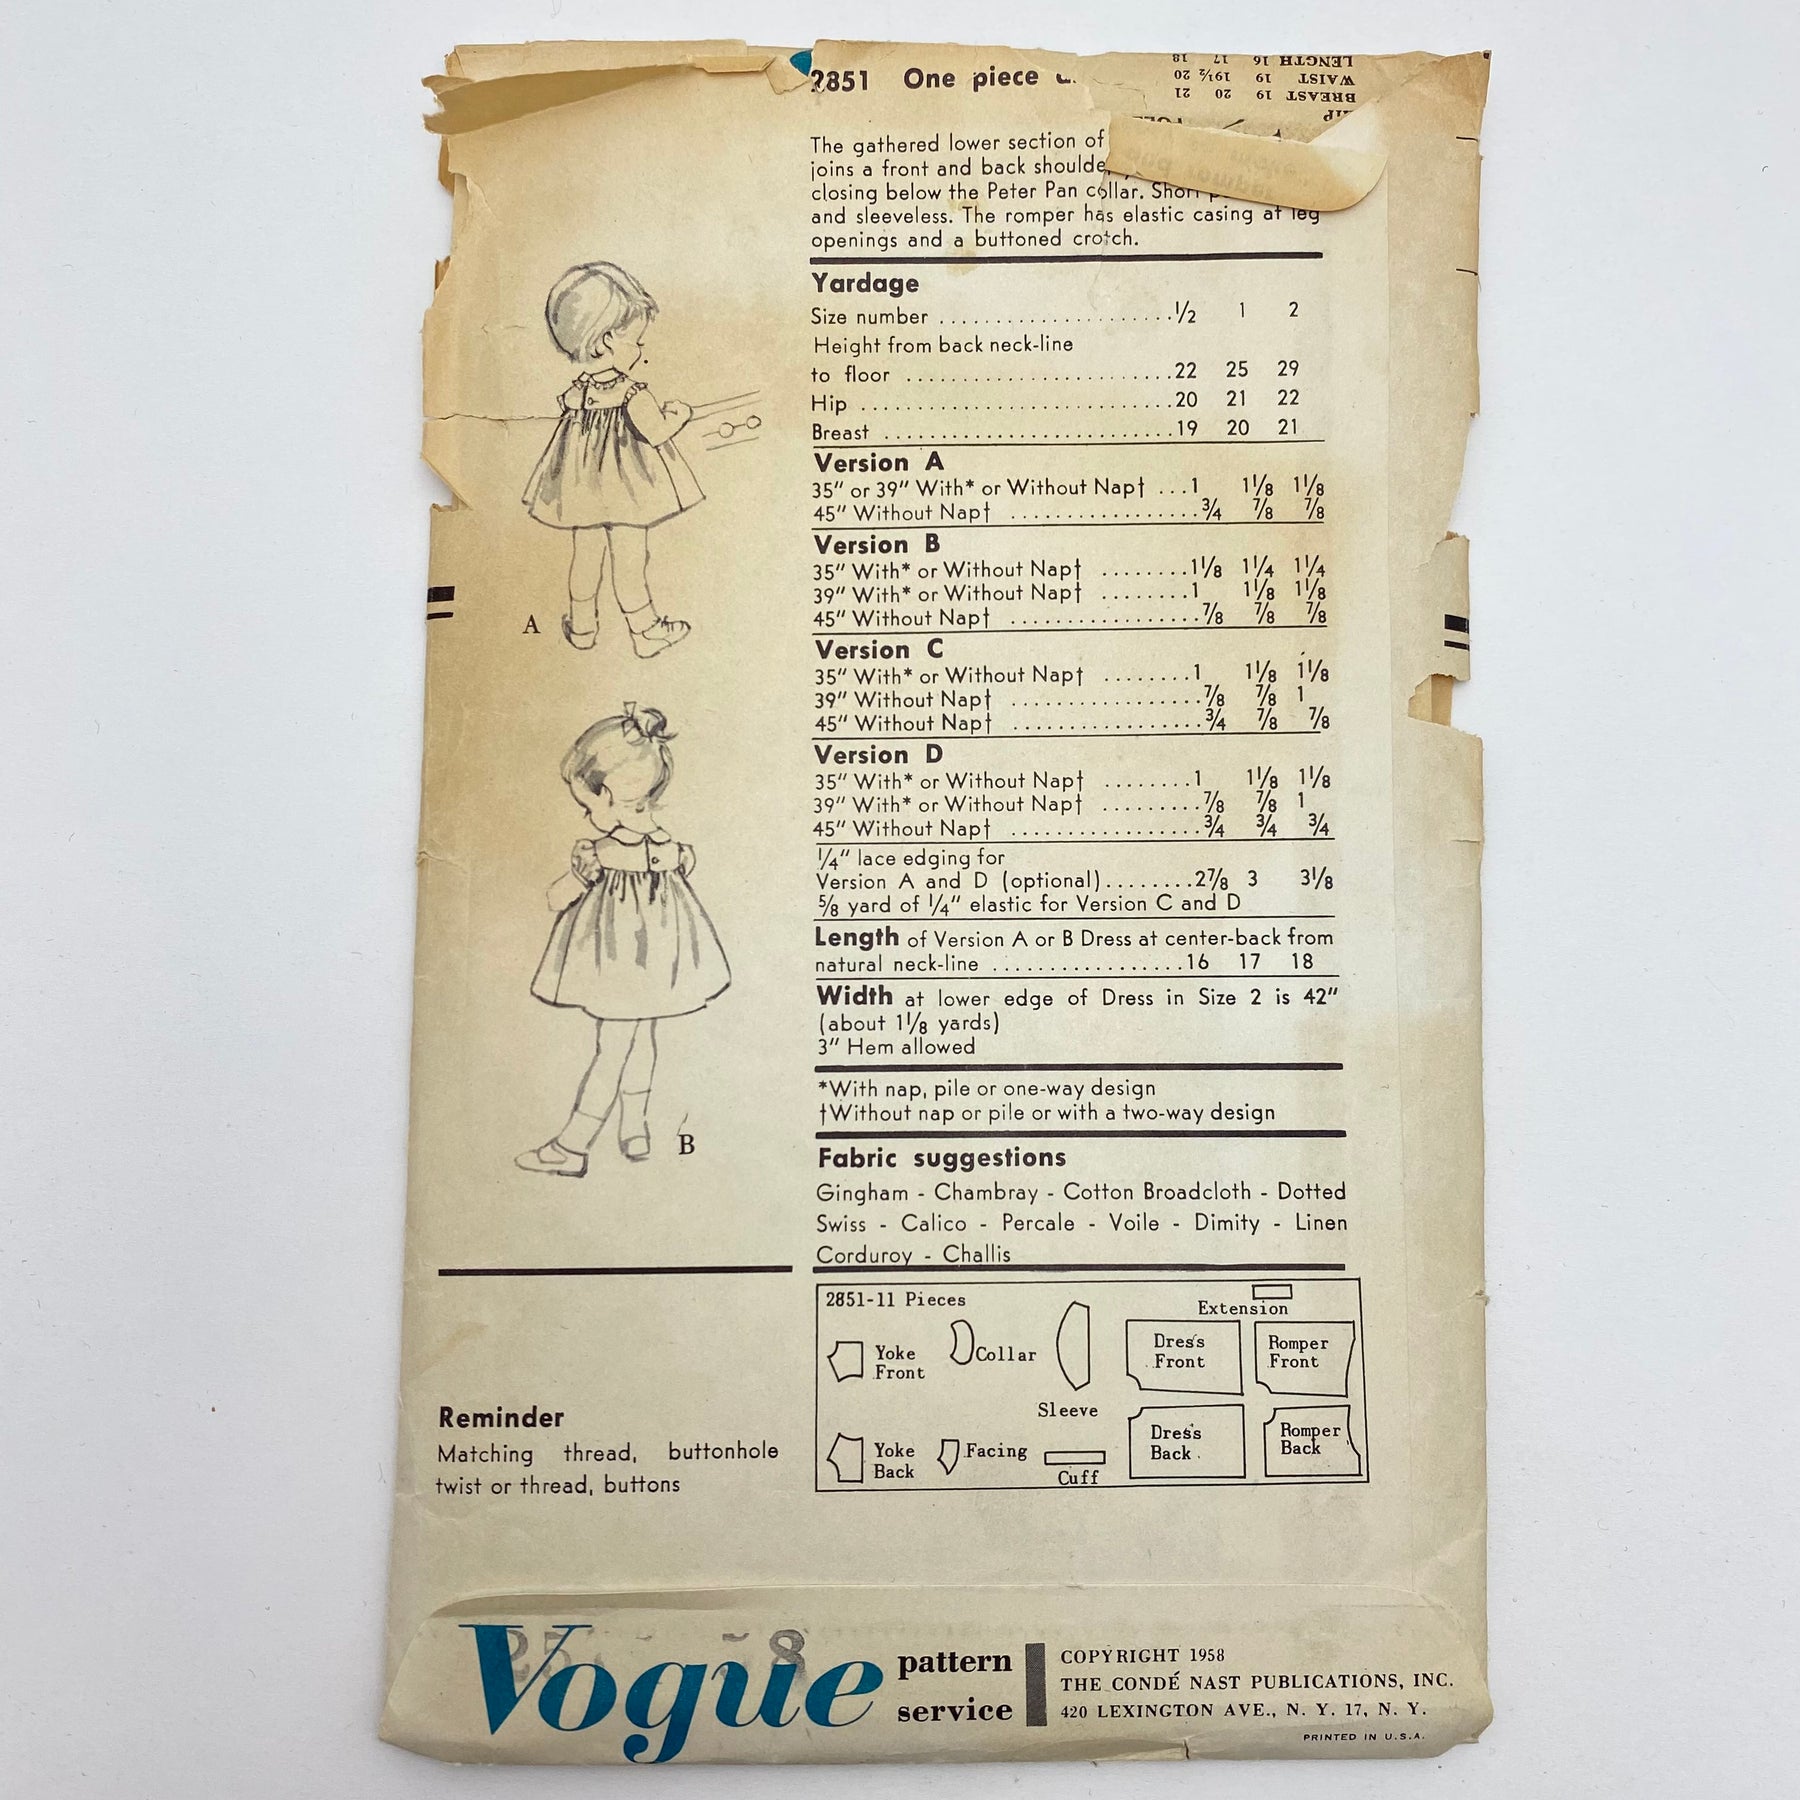 2851 One piece
LENGTH 16 17 18
WAIST 19 19½ 20
BREAST 19 20 21
The gathered lower section of
joins a front and back
closing below the Peter Pan collar. Short
and sleeveless. The romper has elastic casing at leg
openings and a buttoned crotch.
Yardage
Size number ......................½ 1 2
Height from back neck-line
to floor .........................22 25 29
Hip .............................20 21 22
Breast ...........................19 20 21
Version A
35" or 39" With* or Without Nap† ...1 1⅛ 1⅛
45" Without Nap† ..................¾ ⅞ ⅞
Version B
35" With* or Without Nap† ........1⅛ 1¼ 1¼
39" With* or Without Nap† ........1 1⅛ 1⅛
45" Without Nap† ..................⅞ ⅞ ⅞
Version C
35" With* or Without Nap† ........1 1⅛ 1⅛
39" Without Nap† ..................⅞ ⅞ 1
45" Without Nap† ..................¾ ⅞ ⅞
Version D
35" With* or Without Nap† ........1 1⅛ 1⅛
39" With* or Without Nap† .........⅞ ⅞ 1
45" Without Nap† ..................¾ ¾ ¾
¼" lace edging for
Version A and D (optional)........2⅞ 3 3⅛
⅝ yard of ¼" elastic for Version C and D
Length of Version A or B Dress at center-back from
natural neck-line .................16 17 18
Width at lower edge of Dress in Size 2 is 42"
(about 1⅛ yards)
3" Hem allowed
*With nap, pile or one-way design
†Without nap or pile or with a two-way design
Fabric suggestions
Gingham - Chambray - Cotton Broadcloth - Dotted
Swiss - Calico - Percale - Voile - Dimity - Linen
Corduroy - Challis
A
B
Reminder
Matching thread, buttonhole
twist or thread, buttons
2851-11 Pieces
Extension
Yoke
Front
Collar
Sleeve
Dress
Front
Romper
Front
Yoke
Back
Facing
Cuff
Dress
Back
Romper
Back
Vogue
pattern
service
COPYRIGHT 1958
THE CONDÉ NAST PUBLICATIONS, INC.
420 LEXINGTON AVE., N. Y. 17, N. Y.
PRINTED IN U.S.A.